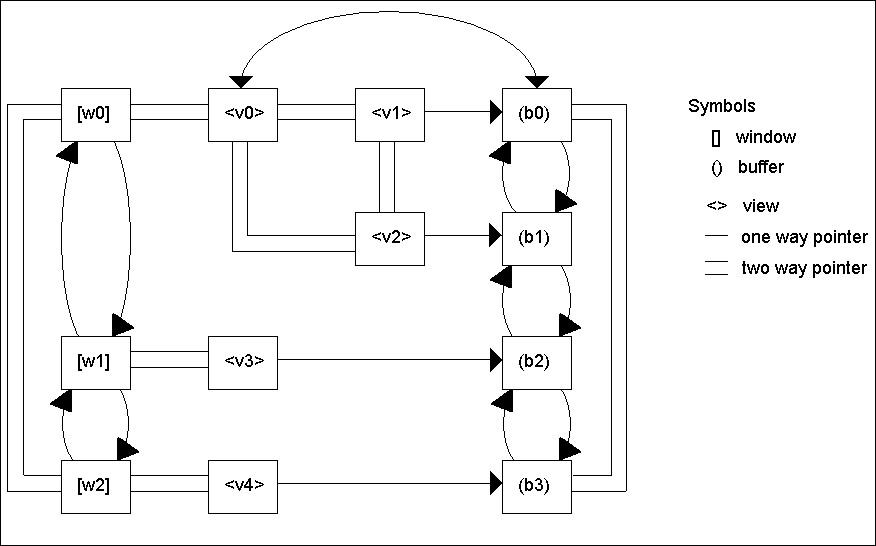 [w0] <v0> <v1> (b0)
<v2> (b1)
[w1] <v3> (b2)
[w2] <v4> (b3)
Symbols
[] window
() buffer
<> view
one way pointer
two way pointer